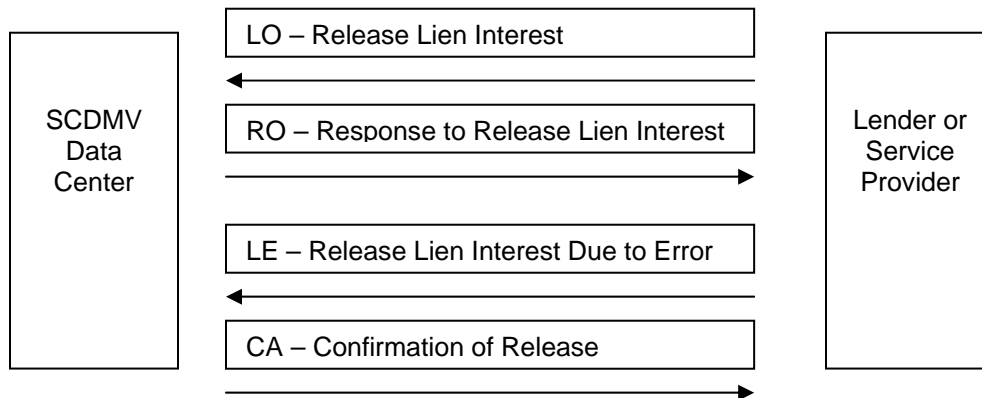 LO – Release Lien Interest
SCDMV
Data
Center
RO – Response to Release Lien Interest
Lender or
Service
Provider
LE – Release Lien Interest Due to Error
CA – Confirmation of Release